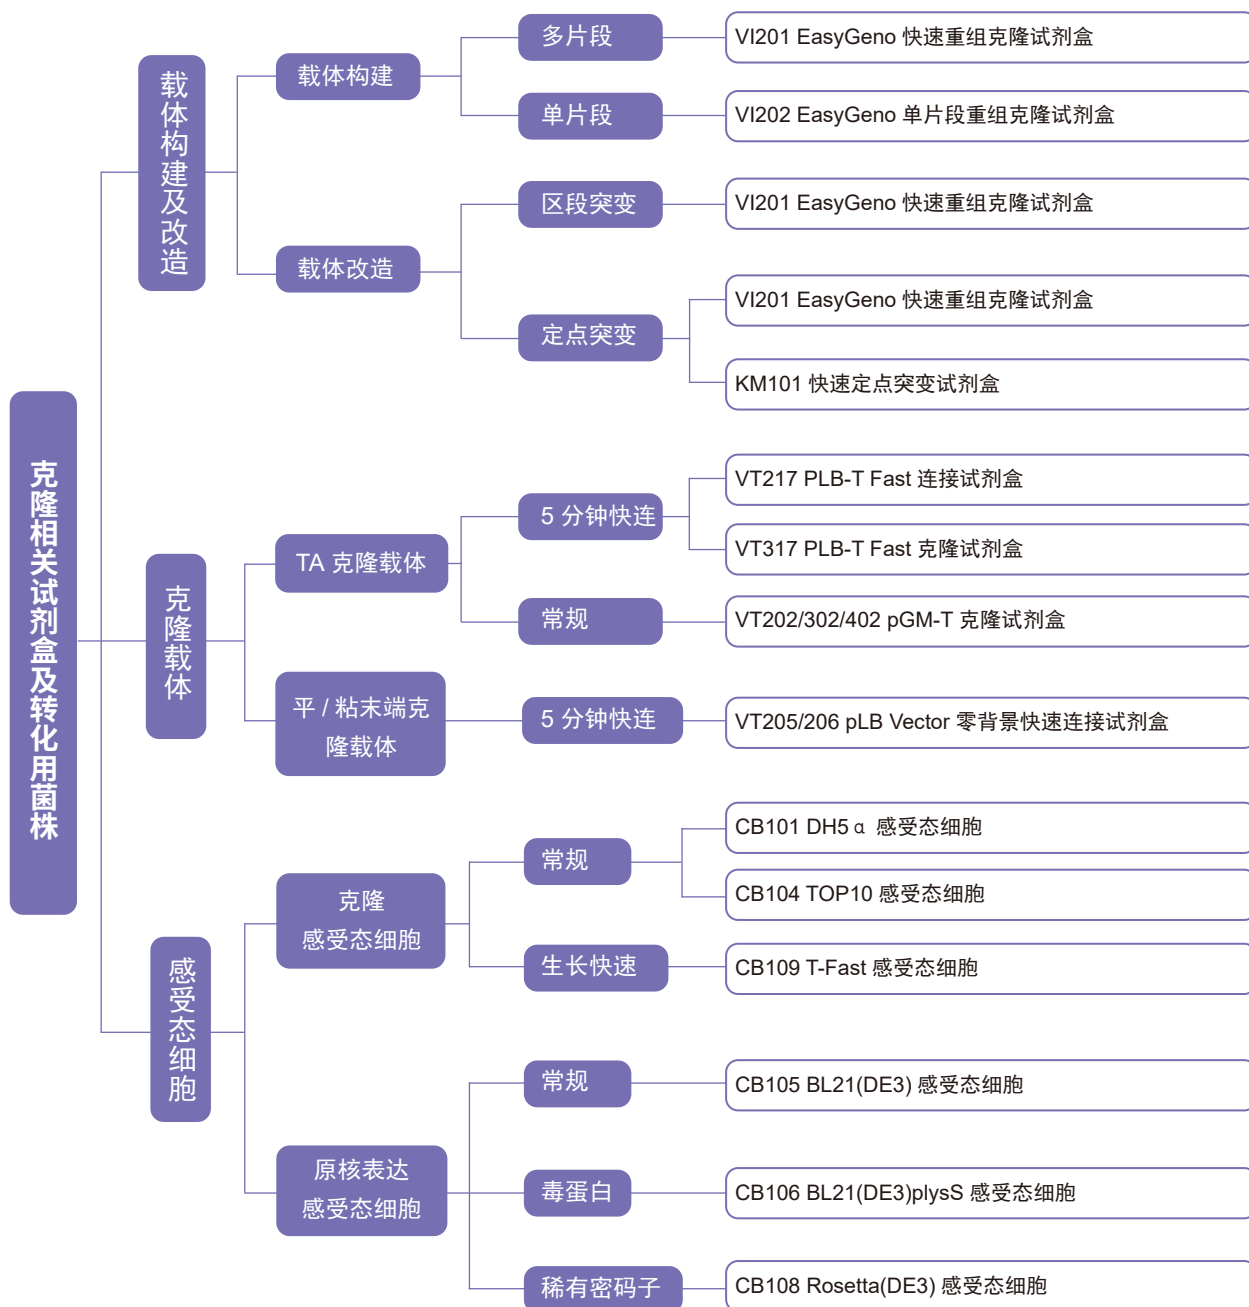 克隆相关试剂盒及转化用菌株
载体构建及改造
载体构建
多片段
VI201 EasyGeno 快速重组克隆试剂盒
单片段
VI202 EasyGeno 单片段重组克隆试剂盒
载体改造
区段突变
VI201 EasyGeno 快速重组克隆试剂盒
定点突变
VI201 EasyGeno 快速重组克隆试剂盒
KM101 快速定点突变试剂盒
克隆载体
TA 克隆载体
5 分钟快连
VT217 PLB-T Fast 连接试剂盒
VT317 PLB-T Fast 克隆试剂盒
常规
VT202/302/402 pGM-T 克隆试剂盒
平 / 粘末端克
隆载体
5 分钟快连
VT205/206 pLB Vector 零背景快速连接试剂盒
感受态细胞
克隆
感受态细胞
常规
CB101 DH5α 感受态细胞
CB104 TOP10 感受态细胞
生长快速
CB109 T-Fast 感受态细胞
原核表达
感受态细胞
常规
CB105 BL21(DE3) 感受态细胞
毒蛋白
CB106 BL21(DE3)plysS 感受态细胞
稀有密码子
CB108 Rosetta(DE3) 感受态细胞